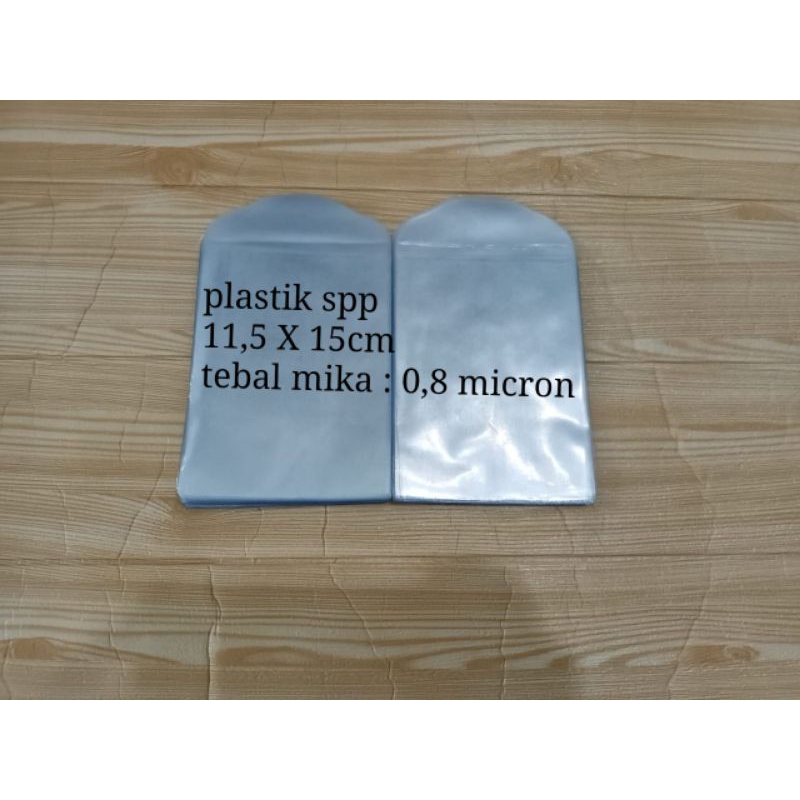 plastik spp
11,5 X 15cm
tebal mika : 0,8 micron